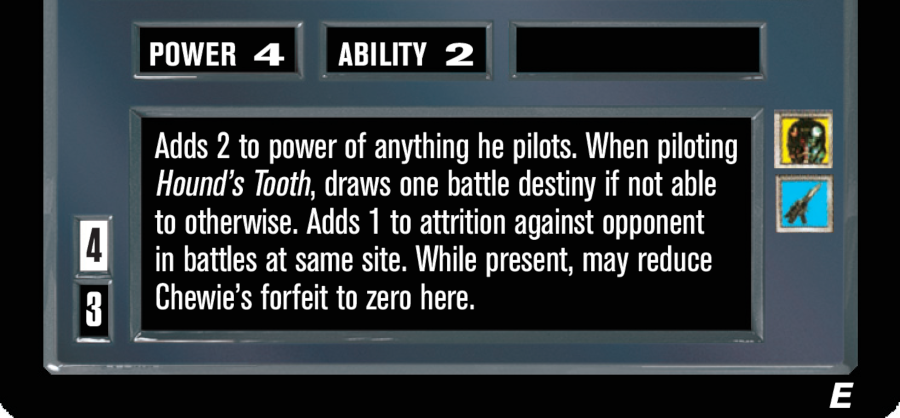 POWER 4 ABILITY 2
Adds 2 to power of anything he pilots. When piloting
Hound's Tooth, draws one battle destiny if not able
to otherwise. Adds 1 to attrition against opponent
in battles at same site. While present, may reduce
Chewie's forfeit to zero here.
4
3
E